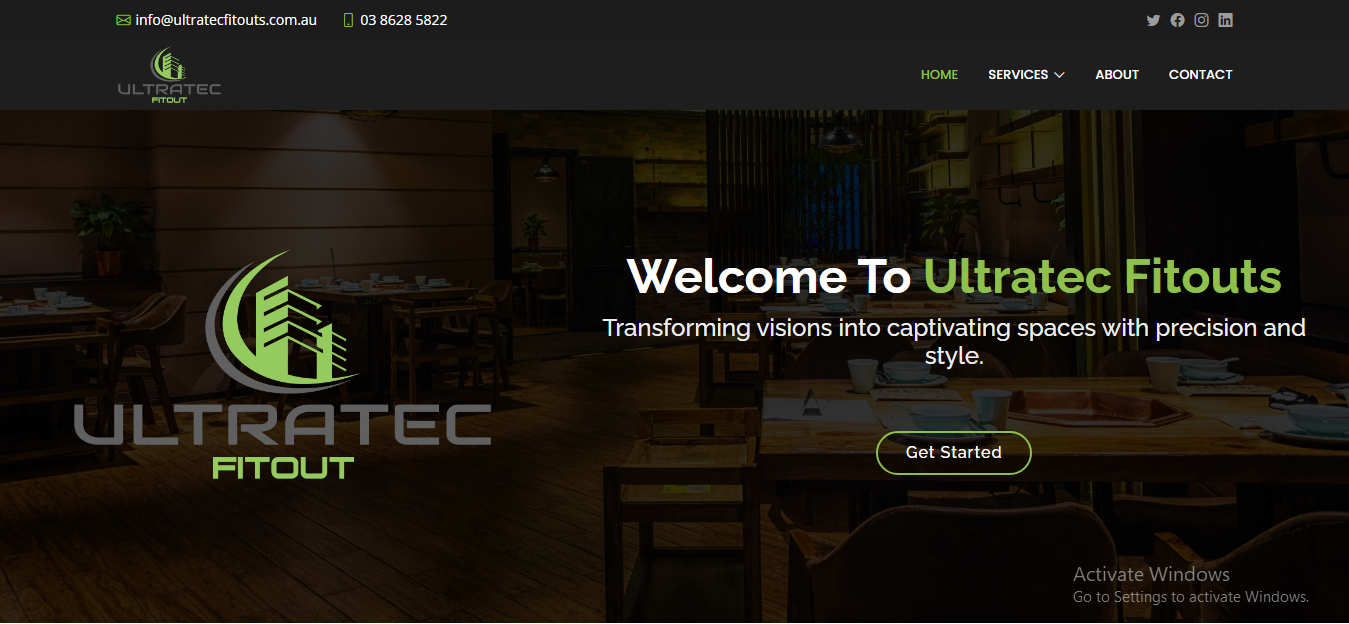 info@ultratecfitouts.com.au
03 8628 5822
ULTRATEC
FITOUT
HOME
SERVICES
ABOUT
CONTACT
ULTRATEC
FITOUT
Welcome To Ultratec Fitouts
Transforming visions into captivating spaces with precision and
style.
Get Started
Activate Windows
Go to Settings to activate Windows.